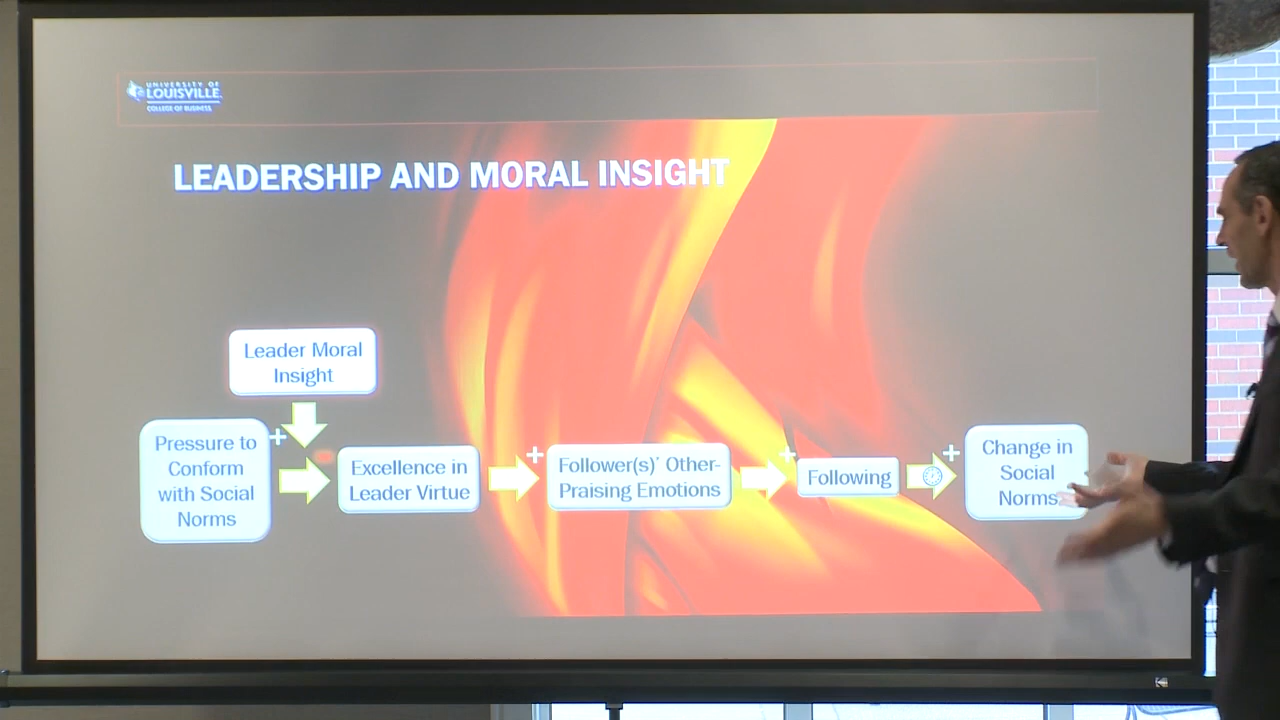 UNIVERSITY OF
LOUISVILLE.
COLLEGE OF BUSINESS
LEADERSHIP AND MORAL INSIGHT
Leader Moral
Insight
Pressure to
Conform
with Social
Norms
+
Excellence in
Leader Virtue
+
Follower(s)' Other-
Praising Emotions
+
Following
+
Change in
Social
Norms